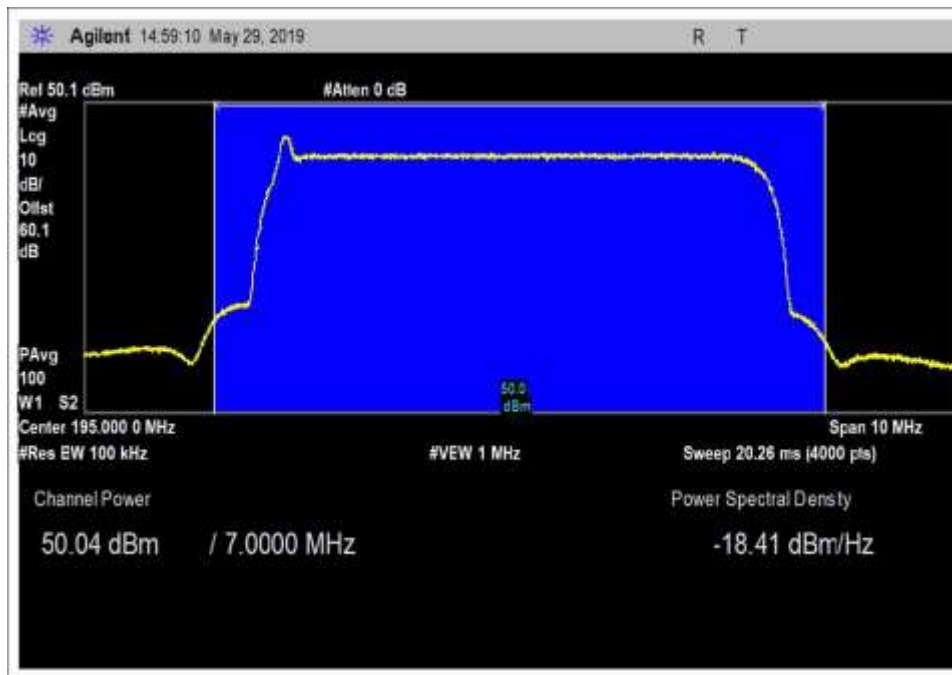 Agilent 14:59:10 May 29, 2019 R T
Ref 50.1 dBm #Atten 0 dB
#Avg
Log
10
dB/
Offst
60.1
dB
PAvg
100
W1 S2
50.0
dBm
Center 195.000 0 MHz Span 10 MHz
#Res BW 100 kHz #VBW 1 MHz Sweep 20.26 ms (4000 pts)
Channel Power Power Spectral Density
50.04 dBm / 7.0000 MHz -18.41 dBm/Hz